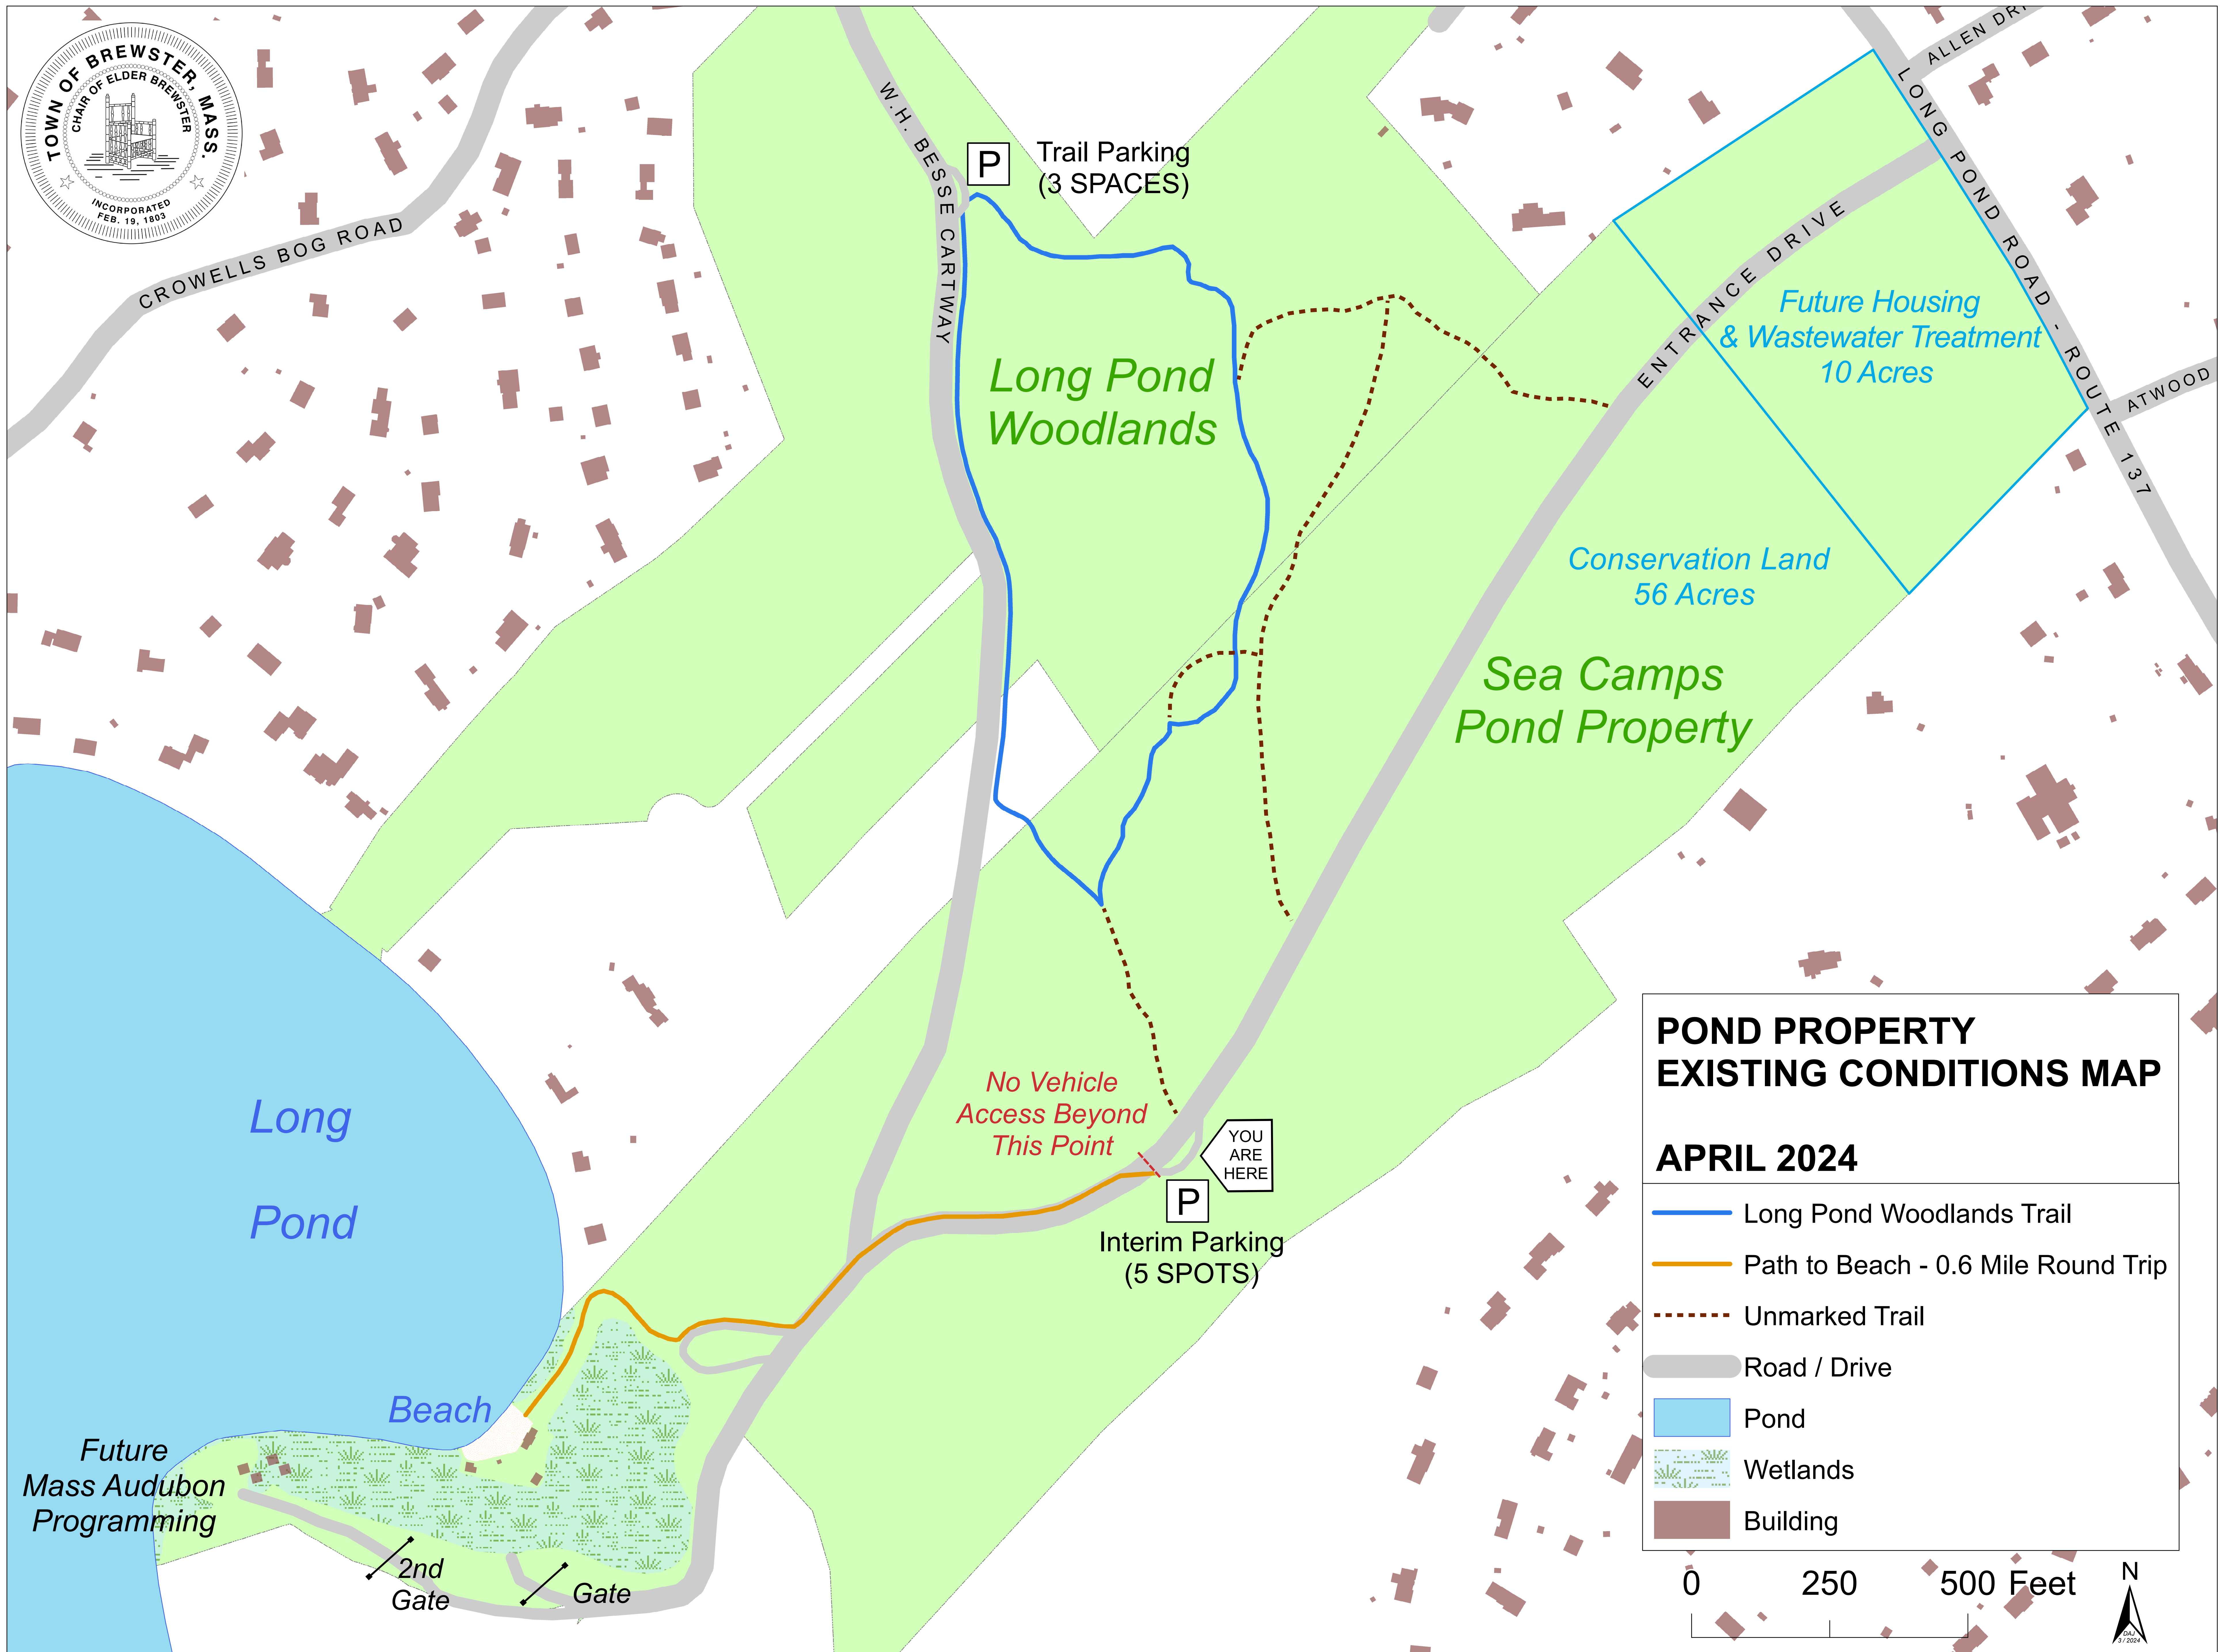 TOWN OF BREWSTER, MASS.
CHAIR OF ELDER BREWSTER
INCORPORATED
FEB. 19, 1803
CROWELLS BOG ROAD
W.H. BESSE CARTWAY
P
Trail Parking
(3 SPACES)
ALLEN
LONG POND ROAD - ROUTE 137
ATWOOD
ENTRANCE DRIVE
Future Housing
& Wastewater Treatment
10 Acres
Long Pond
Woodlands
Conservation Land
56 Acres
Sea Camps
Pond Property
Long
Pond
No Vehicle
Access Beyond
This Point
YOU
ARE
HERE
P
Interim Parking
(5 SPOTS)
Beach
Future
Mass Audubon
Programming
2nd
Gate
Gate
POND PROPERTY
EXISTING CONDITIONS MAP
APRIL 2024
Long Pond Woodlands Trail
Path to Beach - 0.6 Mile Round Trip
Unmarked Trail
Road / Drive
Pond
Wetlands
Building
0 250 500 Feet
N
DAJ
3 / 2024